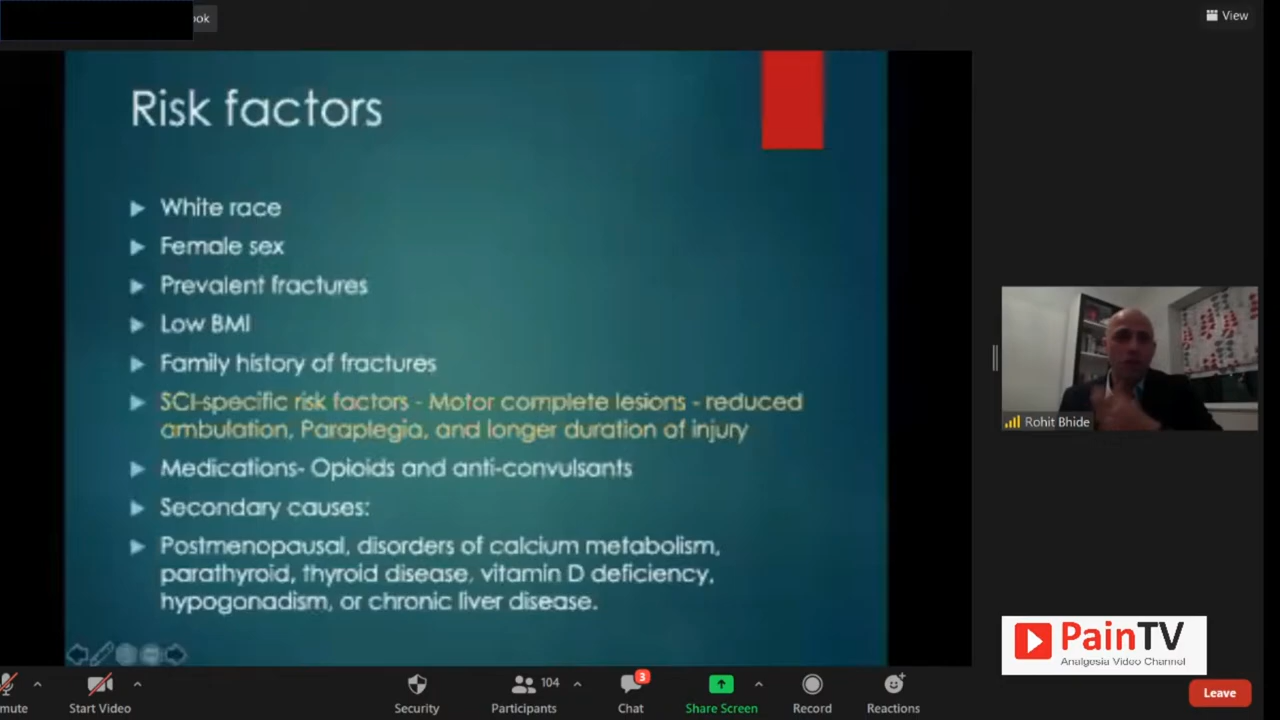 ook
View
Risk factors
White race
Female sex
Prevalent fractures
Low BMI
Family history of fractures
SCI-specific risk factors - Motor complete lesions - reduced
ambulation, Paraplegia, and longer duration of injury
Medications- Opioids and anti-convulsants
Secondary causes:
Postmenopausal, disorders of calcium metabolism,
parathyroid, thyroid disease, vitamin D deficiency,
hypogonadism, or chronic liver disease.
Rohit Bhide
PainTV
Analgesia Video Channel
mute
Start Video
Security
104
Participants
3
Chat
Share Screen
Record
Reactions
Leave